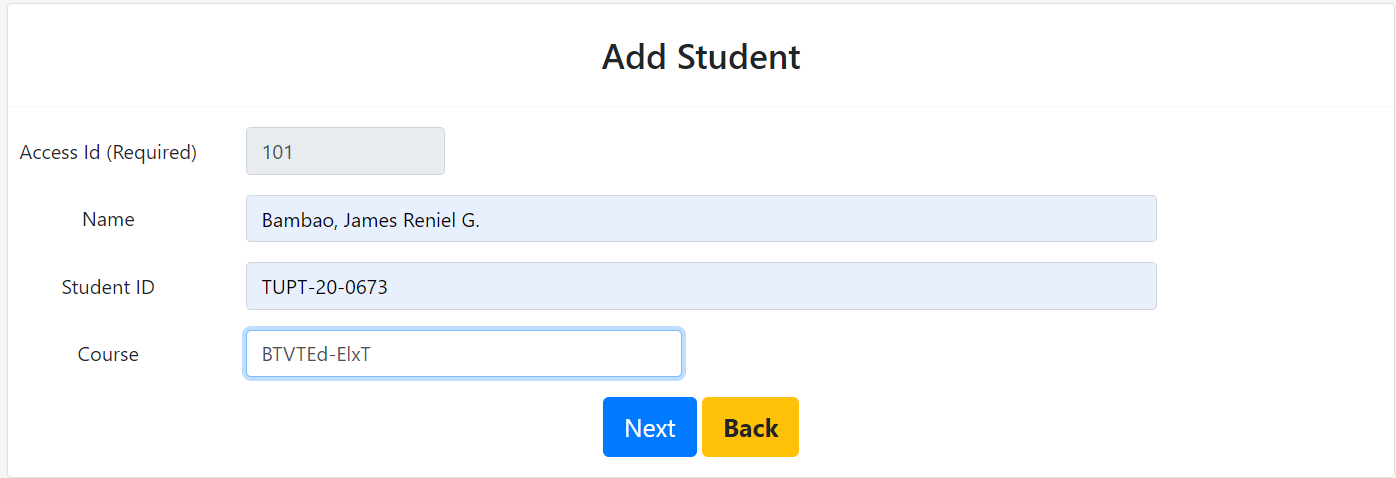 Add Student
Access Id (Required) 101
Name Bambao, James Reniel G.
Student ID TUPT-20-0673
Course BTVTEd-ElxT
Next Back